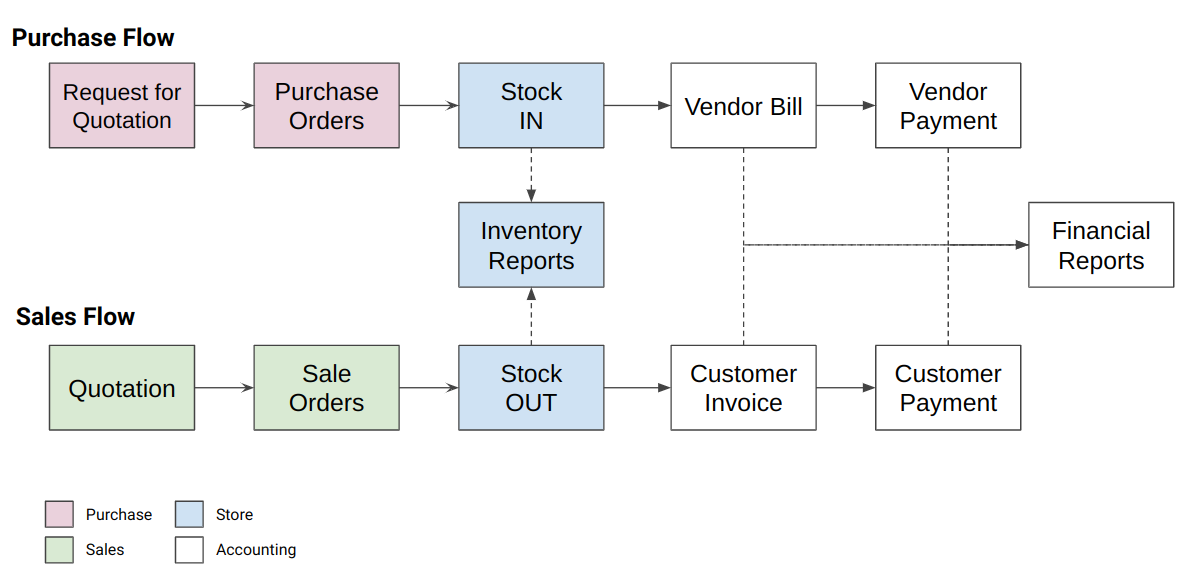 Purchase Flow
Request for
Quotation
Purchase
Orders
Stock
IN
Vendor Bill
Vendor
Payment
Inventory
Reports
Financial
Reports
Sales Flow
Quotation
Sale
Orders
Stock
OUT
Customer
Invoice
Customer
Payment
Purchase
Store
Sales
Accounting